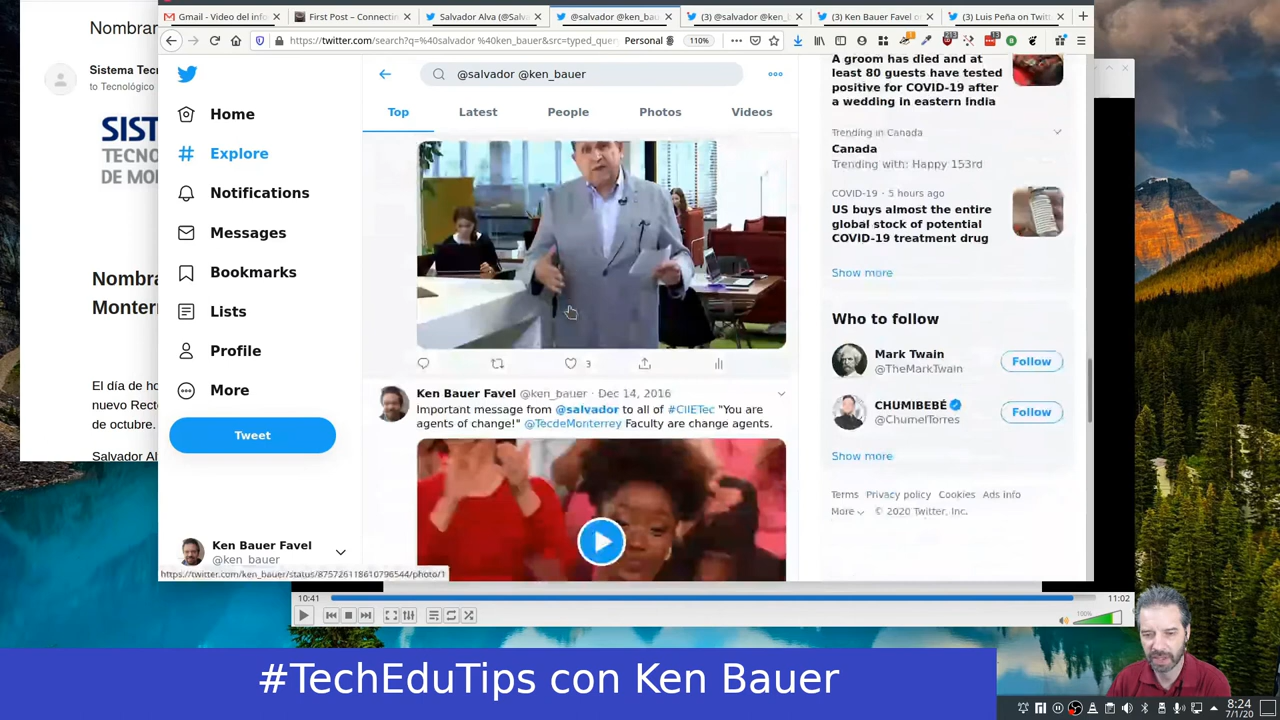 Nombrar
Sistema Tec
to Tecnológico
SIST
TECNO
DE MO
Nombra
Monterr
El día de ho
nuevo Rect
de octubre.
Salvador Al
Gmail - Video del info
First Post – Connectin
Salvador Alva (@Salv
@salvador @ken_bau
(3) @salvador @ken_
(3) Ken Bauer Favel o
(3) Luis Peña on Twitt
https://twitter.com/search?q=%40salvador %40ken_bauer&src=typed_quer
Personal
110%
Home
Explore
Notifications
Messages
Bookmarks
Lists
Profile
More
Tweet
Ken Bauer Favel
@ken_bauer
https://twitter.com/ken_bauer/status/875726118610796544/photo/1
@salvador @ken_bauer
Top
Latest
People
Photos
Videos
3
Ken Bauer Favel @ken_bauer · Dec 14, 2016
Important message from @salvador to all of #CIIETec "You are
agents of change!" @TecdeMonterrey Faculty are change agents.
A groom has died and at
least 80 guests have tested
positive for COVID-19 after
a wedding in eastern India
Trending in Canada
Canada
Trending with: Happy 153rd
COVID-19 · 5 hours ago
US buys almost the entire
global stock of potential
COVID-19 treatment drug
Show more
Who to follow
Mark Twain
@TheMarkTwain
Follow
CHUMIBEBÉ
@ChumelTorres
Follow
Show more
Terms Privacy policy Cookies Ads info
More © 2020 Twitter, Inc.
10:41
11:02
100%
#TechEduTips con Ken Bauer
8:24
7/1/20